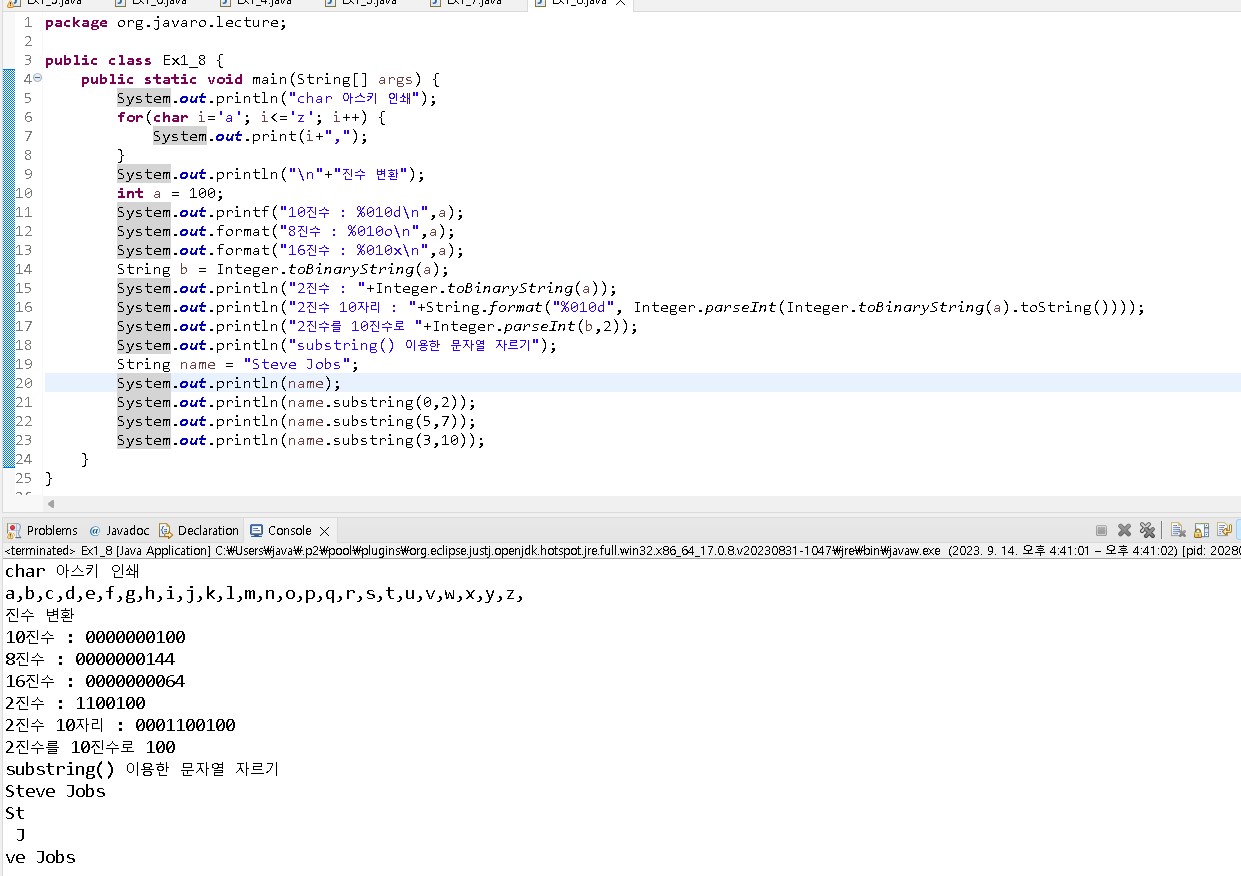 1 package org.javaro.lecture;
2
3 public class Ex1_8 {
4 public static void main(String[] args) {
5 System.out.println("char 아스키 인쇄");
6 for(char i='a'; i<='z'; i++) {
7 System.out.print(i+",");
8 }
9 System.out.println("\n"+"진수 변환");
10 int a = 100;
11 System.out.printf("10진수 : %010d\n",a);
12 System.out.format("8진수 : %010o\n",a);
13 System.out.format("16진수 : %010x\n",a);
14 String b = Integer.toBinaryString(a);
15 System.out.println("2진수 : "+Integer.toBinaryString(a));
16 System.out.println("2진수 10자리 : "+String.format("%010d", Integer.parseInt(Integer.toBinaryString(a).toString())));
17 System.out.println("2진수를 10진수로 "+Integer.parseInt(b,2));
18 System.out.println("substring() 이용한 문자열 자르기");
19 String name = "Steve Jobs";
20 System.out.println(name);
21 System.out.println(name.substring(0,2));
22 System.out.println(name.substring(5,7));
23 System.out.println(name.substring(3,10));
24 }
25 }
Problems @ Javadoc Declaration Console
<terminated> Ex1_8 [Java Application] C:₩Users₩java₩.p2₩pool₩plugins₩org.eclipse.justj.openjdk.hotspot.jre.full.win32.x86_64_17.0.8.v20230831-1047₩jre₩bin₩javaw.exe (2023. 9. 14. 오후 4:41:01 – 오후 4:41:02) [pid: 2028
char 아스키 인쇄
a,b,c,d,e,f,g,h,i,j,k,l,m,n,o,p,q,r,s,t,u,v,w,x,y,z,
진수 변환
10진수 : 0000000100
8진수 : 0000000144
16진수 : 0000000064
2진수 : 1100100
2진수 10자리 : 0001100100
2진수를 10진수로 100
substring() 이용한 문자열 자르기
Steve Jobs
St
J
ve Jobs